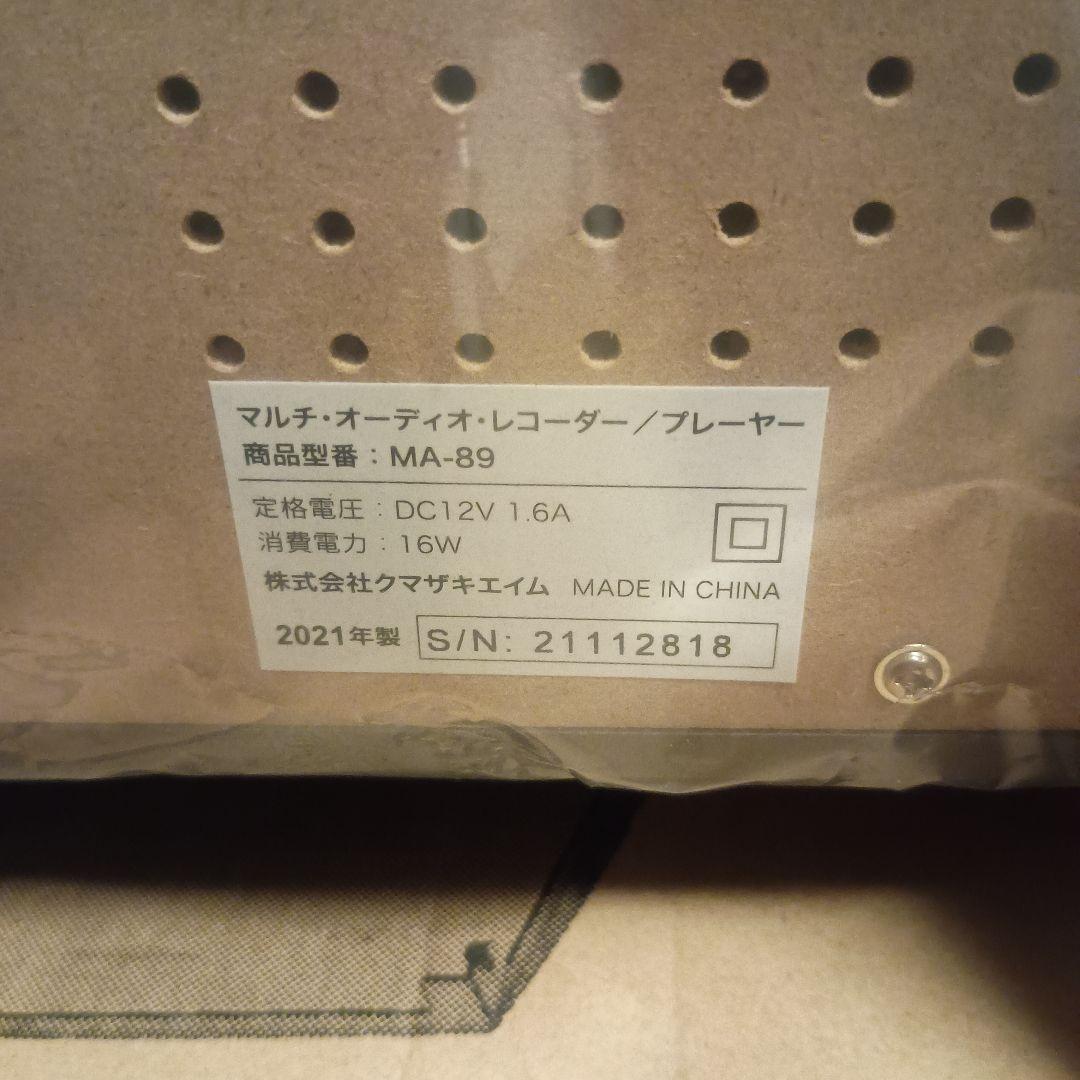 マルチ・オーディオ・レコーダー／プレーヤー
商品型番：MA-89
定格電圧：DC12V 1.6A
消費電力：16W
株式会社クマザキエイム MADE IN CHINA
2021年製 S/N: 21112818